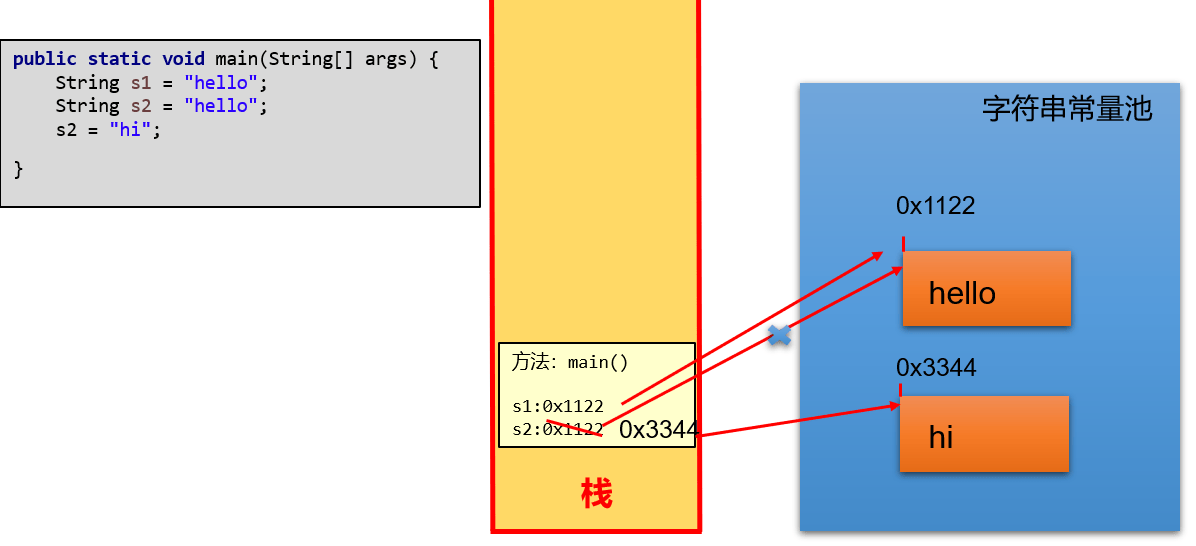 public static void main(String[] args) {
    String s1 = "hello";
    String s2 = "hello";
    s2 = "hi";
}
字符串常量池
0x1122
hello
0x3344
hi
方法：main()
s1:0x1122
s2:0x1122 0x3344
栈